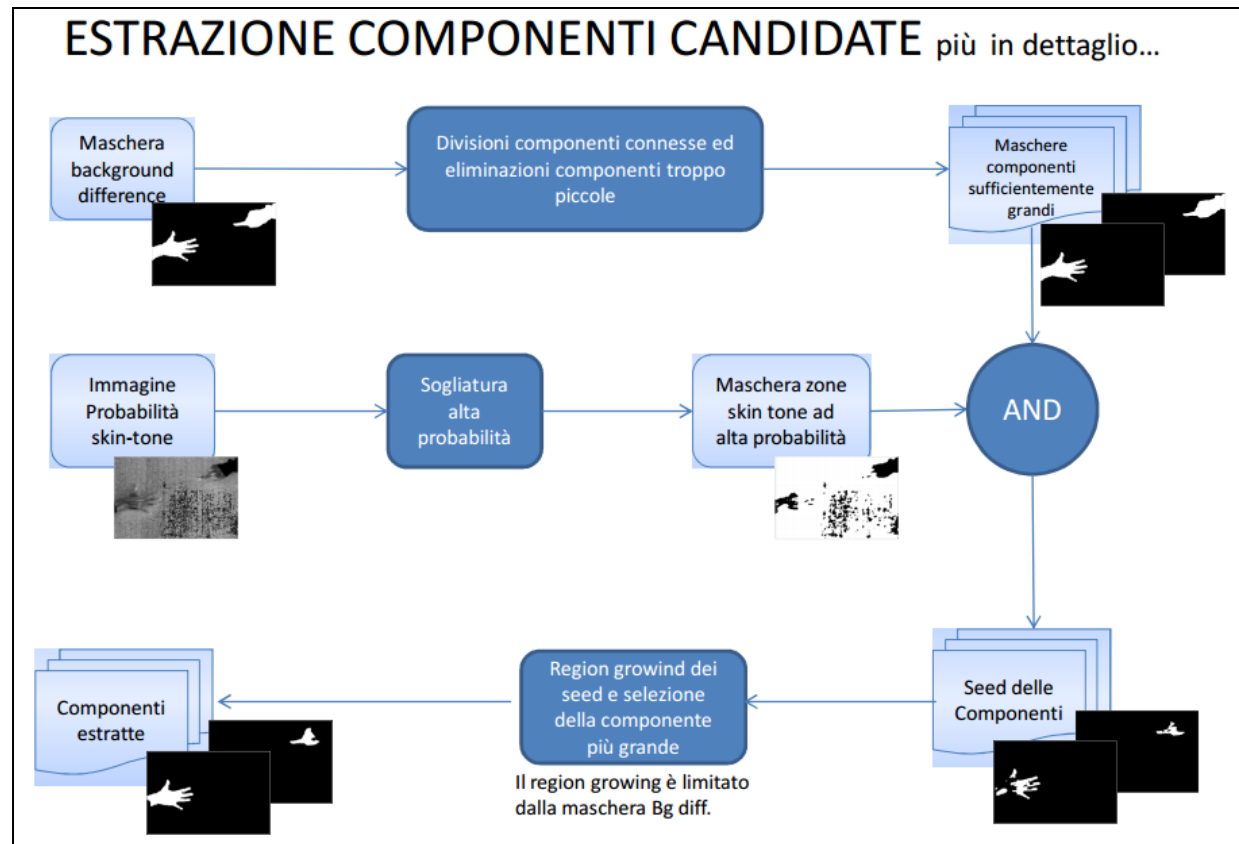 ESTRAZIONE COMPONENTI CANDIDATE più in dettaglio...
Maschera
background
difference
Divisioni componenti connesse ed
eliminazioni componenti troppo
piccole
Maschere
componenti
sufficientemente
grandi
Immagine
Probabilità
skin-tone
Sogliatura
alta
probabilità
Maschera zone
skin tone ad
alta probabilità
AND
Componenti
estratte
Region growind dei
seed e selezione
della componente
più grande
Il region growing è limitato
dalla maschera Bg diff.
Seed delle
Componenti